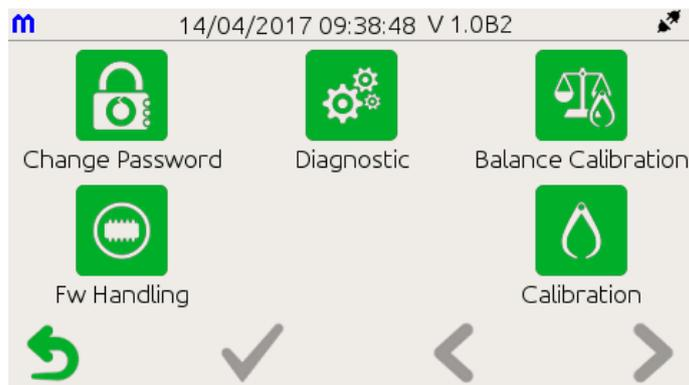 m 14/04/2017 09:38:48 V 1.0B2
Change Password Diagnostic Balance Calibration
Fw Handling Calibration